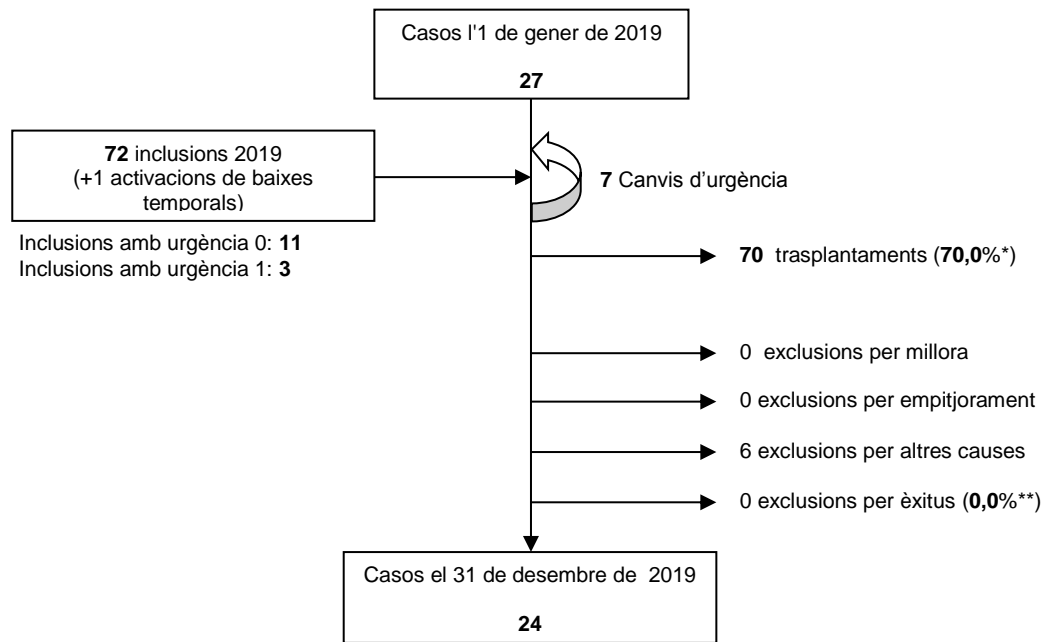 Casos l'1 de gener de 2019
27
72 inclusions 2019
(+1 activacions de baixes
temporals)
Inclusions amb urgència 0: 11
Inclusions amb urgència 1: 3
7 Canvis d’urgència
70 trasplantaments (70,0%*)
0 exclusions per millora
0 exclusions per empitjorament
6 exclusions per altres causes
0 exclusions per èxitus (0,0%**)
Casos el 31 de desembre de 2019
24